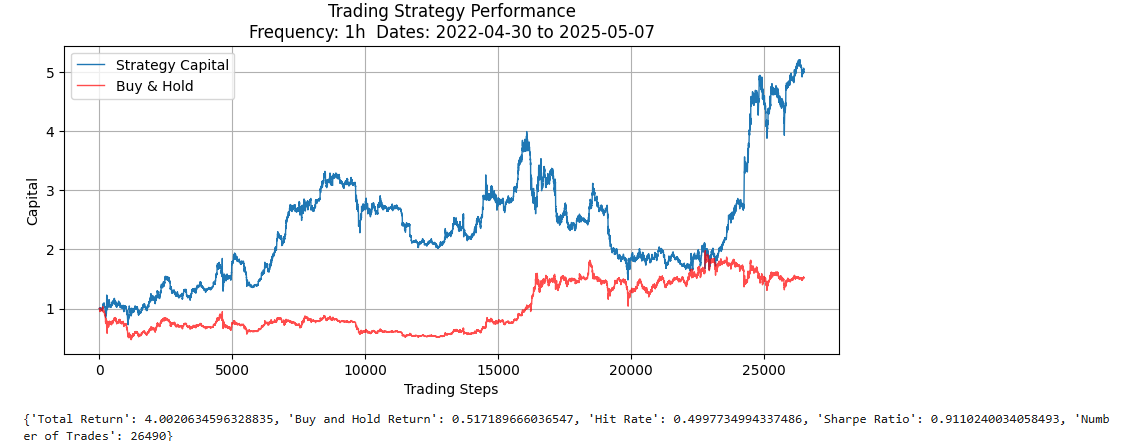 Trading Strategy Performance
Frequency: 1h  Dates: 2022-04-30 to 2025-05-07
Strategy Capital
Buy & Hold
Capital
5
4
3
2
1
0
5000
10000
15000
20000
25000
Trading Steps
{'Total Return': 4.0020634596328835, 'Buy and Hold Return': 0.517189666036547, 'Hit Rate': 0.4997734994337486, 'Sharpe Ratio': 0.9110240034058493, 'Numb
er of Trades': 26490}